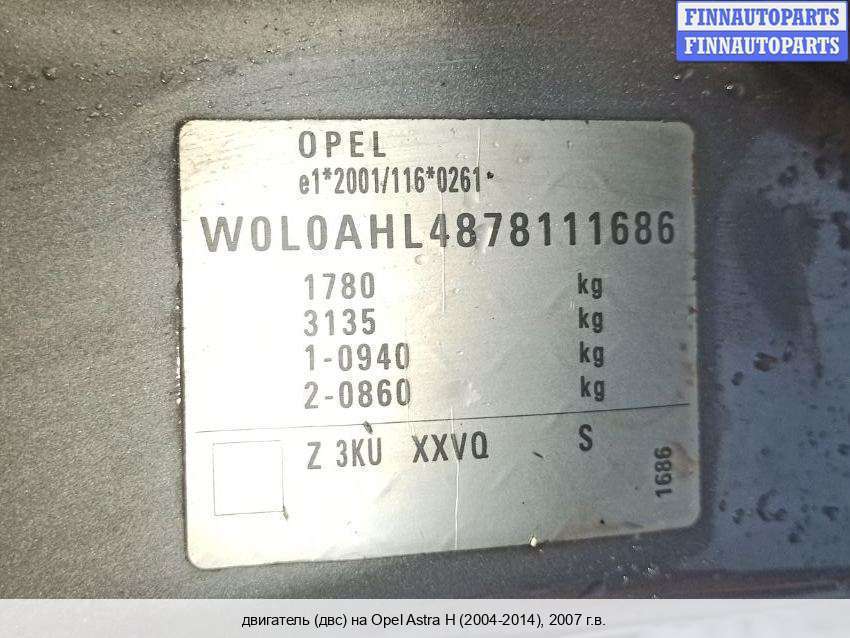 FINNAUTOPARTS
FINNAUTOPARTS
OPEL
e1*2001/116*0261*
W0L0AHL4878111686
1780 kg
3135 kg
1-0940 kg
2-0860 kg
Z 3KU XXVQ S
1686
двигатель (двс) на Opel Astra H (2004-2014), 2007 г.в.